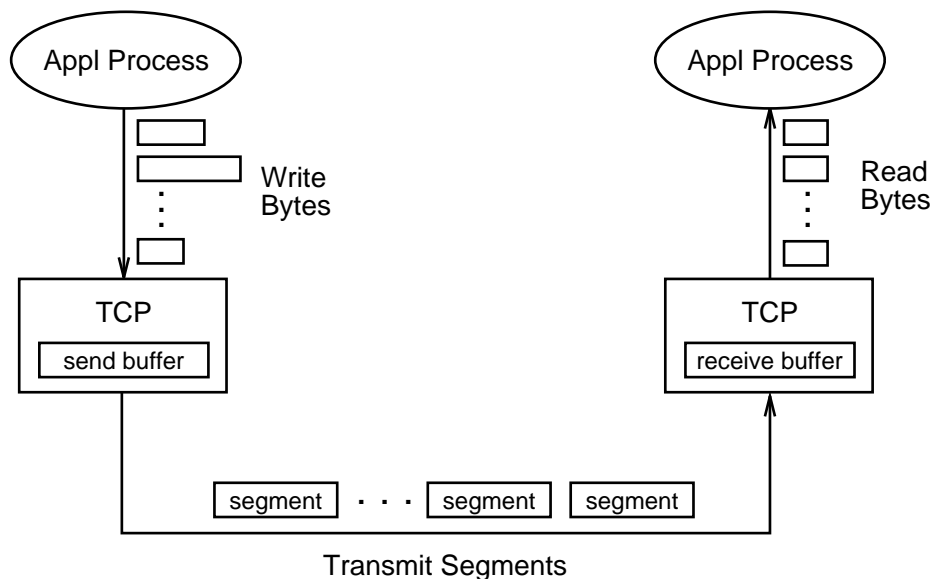 Appl Process
Appl Process
Write
Bytes
Read
Bytes
TCP
send buffer
TCP
receive buffer
segment . . . segment segment
Transmit Segments